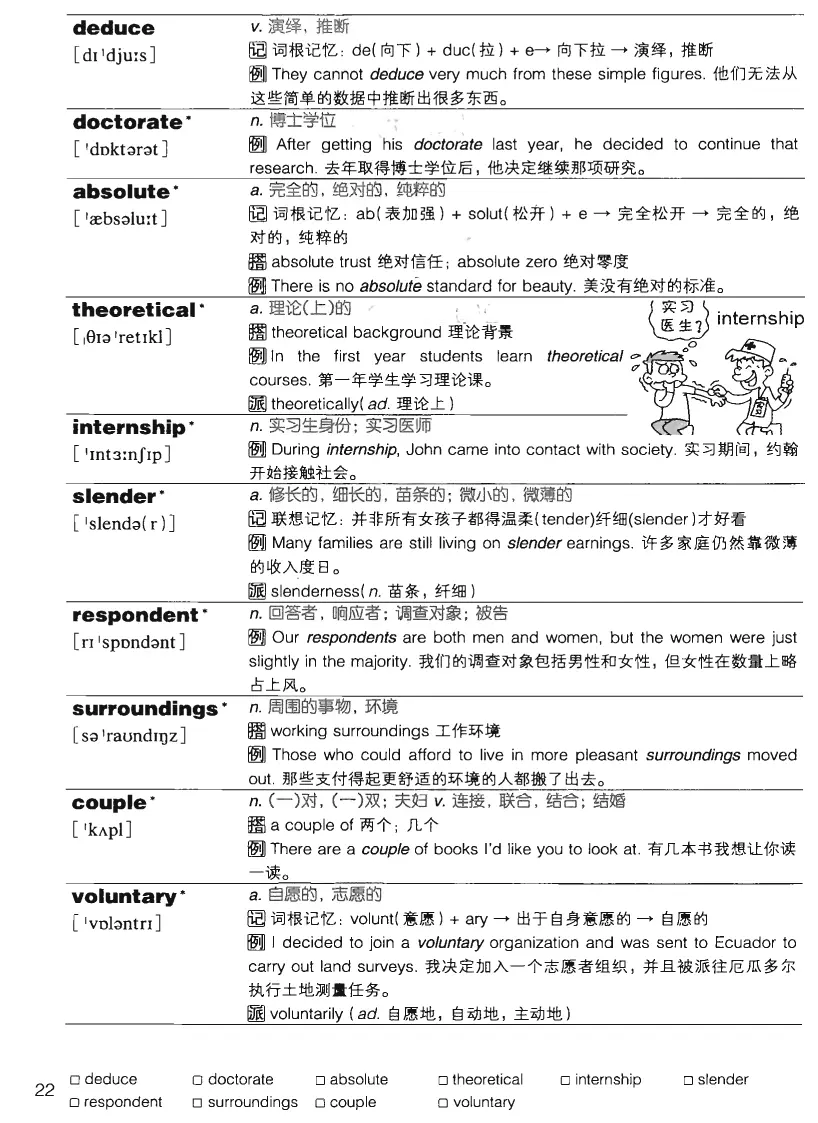 deduce v. 演绎, 推断
[dɪˈdjuːs] 记 词根记忆: de(向下) + duc(拉) + e→ 向下拉 → 演绎, 推断
例 They cannot deduce very much from these simple figures. 他们无法从
这些简单的数据中推断出很多东西。
doctorate* n. 博士学位
[ˈdɒktərət] 例 After getting his doctorate last year, he decided to continue that
research. 去年取得博士学位后, 他决定继续那项研究。
absolute* a. 完全的, 绝对的, 纯粹的
[ˈæbsəluːt] 记 词根记忆: ab(表加强) + solut(松开) + e → 完全松开 → 完全的, 绝
对的, 纯粹的
搭 absolute trust 绝对信任; absolute zero 绝对零度
例 There is no absolute standard for beauty. 美没有绝对的标准。
theoretical* a. 理论(上)的
[ˌθɪəˈretɪkl] 搭 theoretical background 理论背景
例 In the first year students learn theoretical
courses. 第一年学生学习理论课。
派 theoretically(ad. 理论上)
实习
医生?
internship
internship* n. 实习生身份; 实习医师
[ˈɪntɜːnʃɪp] 例 During internship, John came into contact with society. 实习期间, 约翰
开始接触社会。
slender* a. 修长的, 细长的, 苗条的; 微小的, 微薄的
[ˈslendə(r)] 记 联想记忆: 并非所有女孩子都得温柔(tender)纤细(slender)才好看
例 Many families are still living on slender earnings. 许多家庭仍然靠微薄
的收入度日。
派 slenderness(n. 苗条, 纤细)
respondent* n. 回答者, 响应者; 调查对象; 被告
[rɪˈspɒndənt] 例 Our respondents are both men and women, but the women were just
slightly in the majority. 我们的调查对象包括男性和女性, 但女性在数量上略
占上风。
surroundings* n. 周围的事物, 环境
[səˈraʊndɪŋz] 搭 working surroundings 工作环境
例 Those who could afford to live in more pleasant surroundings moved
out. 那些支付得起更舒适的环境的人都搬了出去。
couple* n. (一)对, (一)双; 夫妇 v. 连接, 联合, 结合; 结婚
[ˈkʌpl] 搭 a couple of 两个; 几个
例 There are a couple of books I'd like you to look at. 有几本书我想让你读
一读。
voluntary* a. 自愿的, 志愿的
[ˈvɒləntrɪ] 记 词根记忆: volunt(意愿) + ary → 出于自身意愿的 → 自愿的
例 I decided to join a voluntary organization and was sent to Ecuador to
carry out land surveys. 我决定加入一个志愿者组织, 并且被派往厄瓜多尔
执行土地测量任务。
派 voluntarily (ad. 自愿地, 自动地, 主动地)
22 □ deduce □ doctorate □ absolute □ theoretical □ internship □ slender
□ respondent □ surroundings □ couple □ voluntary